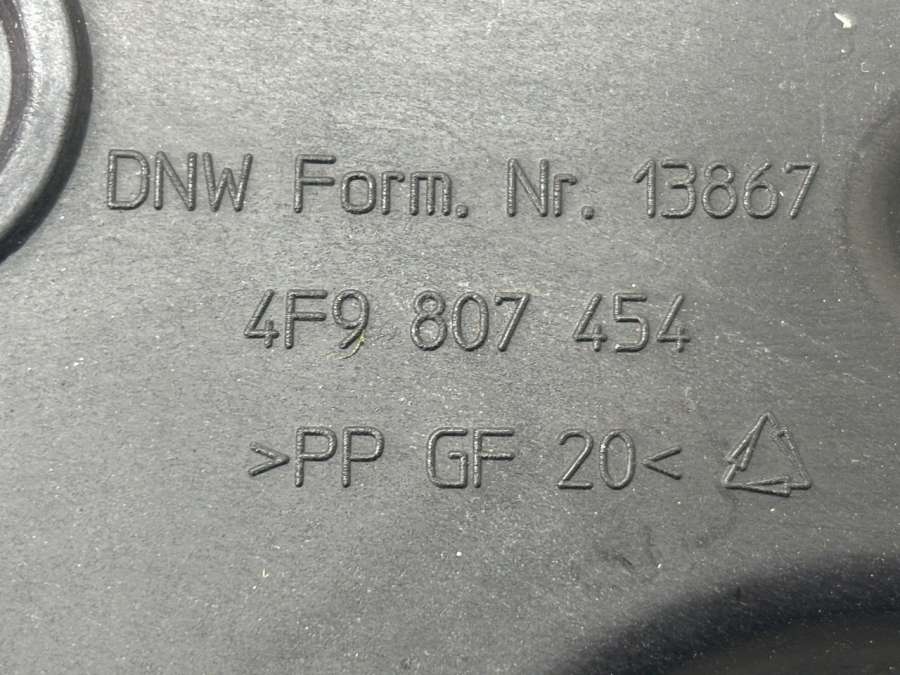 DNW Form. Nr. 13867
4F9 807 454
>PP GF 20<